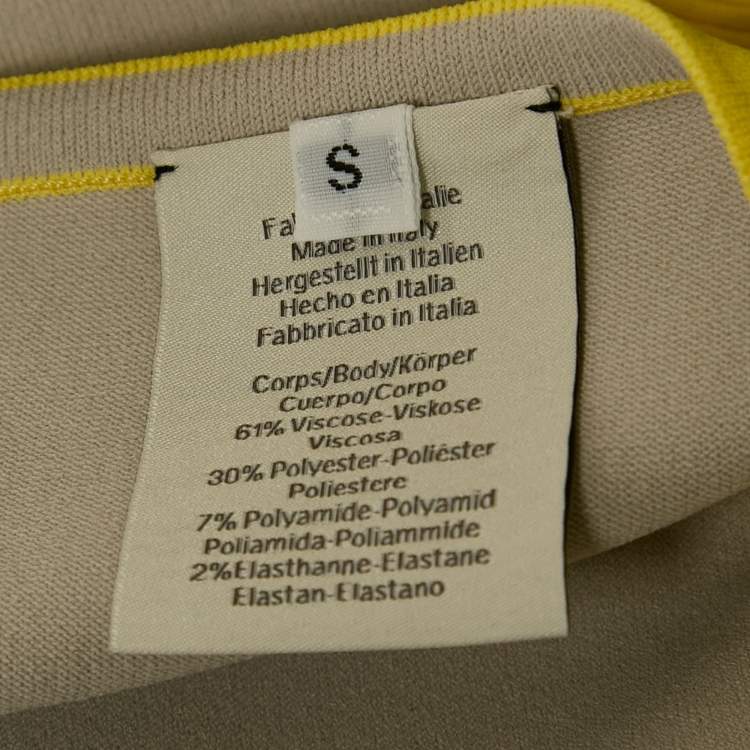 S
Made in Italy
Hergestellt in Italien
Hecho en Italia
Fabbricato in Italia
Corps/Body/Körper
Cuerpo/Corpo
61% Viscose-Viskose
Viscosa
30% Polyester-Poliéster
Poliestere
7% Polyamide-Polyamid
Poliamida-Poliammide
2%Elasthanne-Elastane
Elastan-Elastano